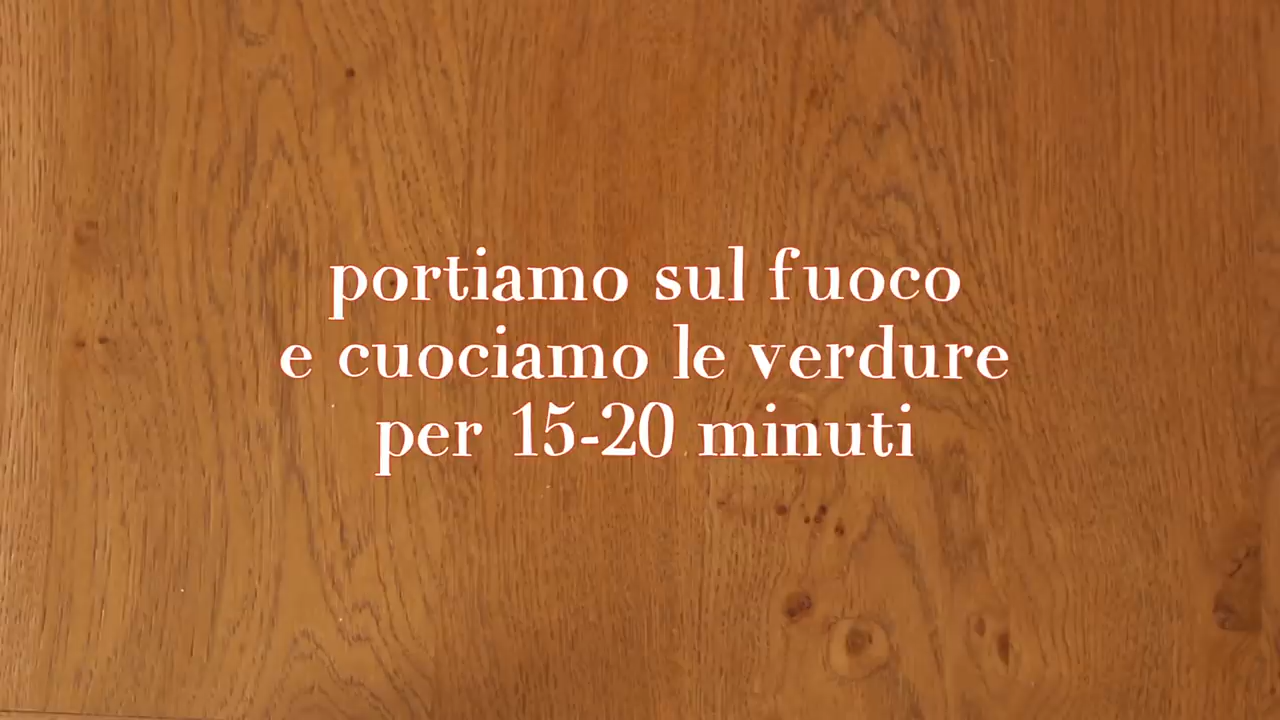 portiamo sul fuoco
e cuociamo le verdure
per 15-20 minuti